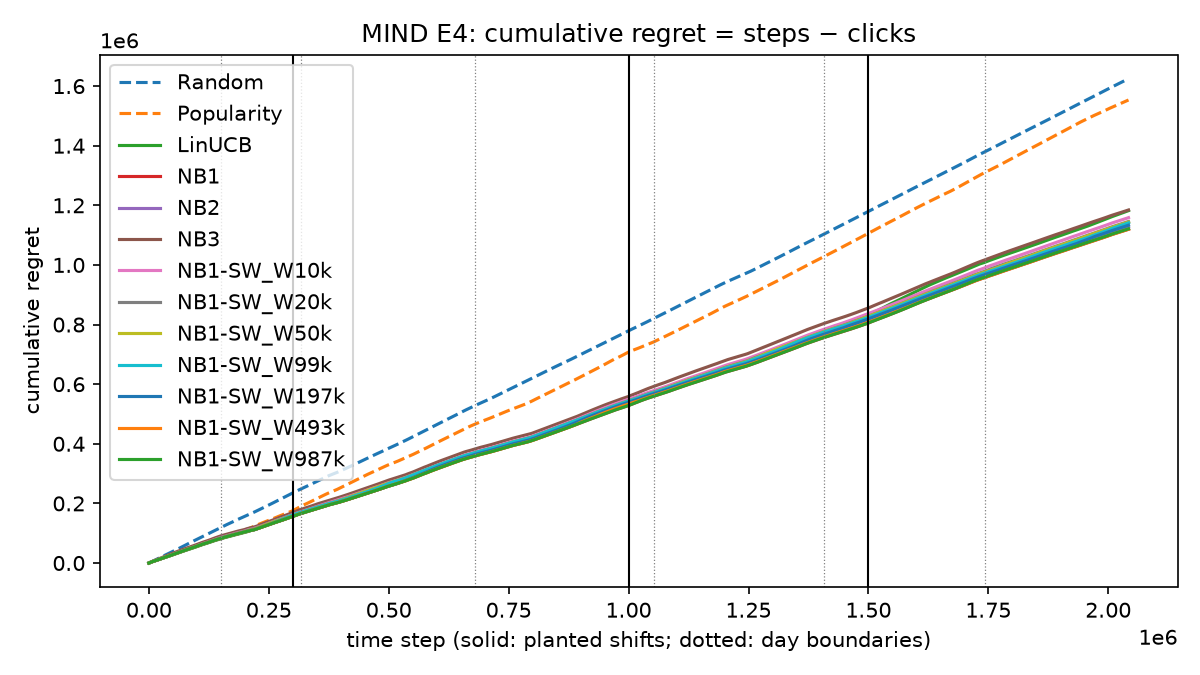 MIND E4: cumulative regret = steps − clicks
1e6
1.6
1.4
1.2
1.0
0.8
0.6
0.4
0.2
0.0
cumulative regret
Random
Popularity
LinUCB
NB1
NB2
NB3
NB1-SW_W10k
NB1-SW_W20k
NB1-SW_W50k
NB1-SW_W99k
NB1-SW_W197k
NB1-SW_W493k
NB1-SW_W987k
0.00 0.25 0.50 0.75 1.00 1.25 1.50 1.75 2.00
time step (solid: planted shifts; dotted: day boundaries)
1e6